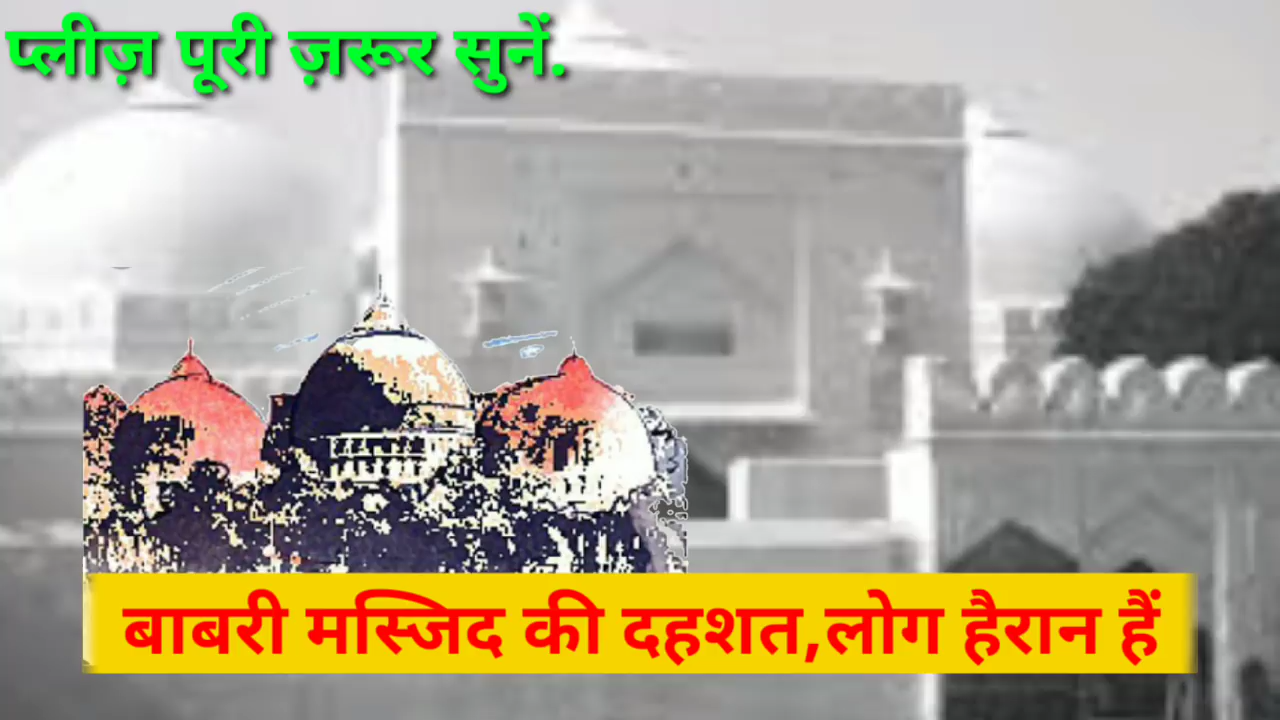 प्लीज़ पूरी ज़रूर सुनें.
बाबरी मस्जिद की दहशत,लोग हैरान हैं